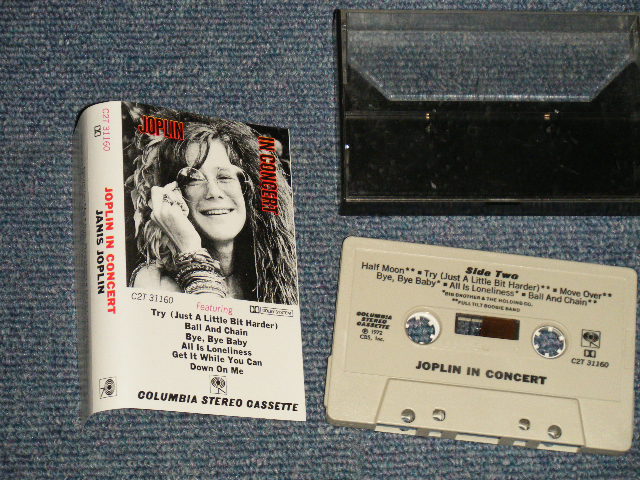 C2T 31160
JOPLIN IN CONCERT
JANIS JOPLIN
JOPLIN
IN CONCERT
C2T 31160
Featuring
DOLBY SYSTEM
Try (Just A Little Bit Harder)
Ball And Chain
Bye, Bye Baby
All Is Loneliness
Get It While You Can
Down On Me
COLUMBIA STEREO CASSETTE
Side Two
Half Moon** ▪ Try (Just A Little Bit Harder)** ▪ Move Over**
Bye, Bye Baby* ▪ All Is Loneliness* ▪ Ball And Chain**
*BIG BROTHER & THE HOLDING CO.
**FULL TILT BOOGIE BAND
COLUMBIA
STEREO
CASSETTE
℗ 1972
CBS, Inc.
C2T 31160
JOPLIN IN CONCERT